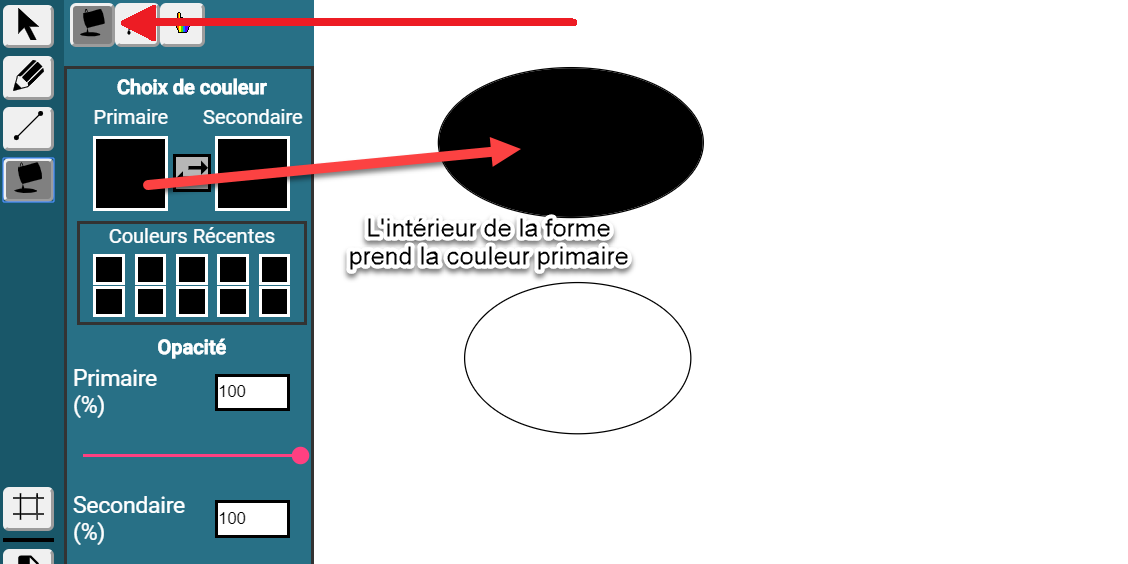 Choix de couleur
Primaire Secondaire
Couleurs Récentes
Opacité
Primaire
(%)
100
Secondaire
(%)
100
L'intérieur de la forme
prend la couleur primaire